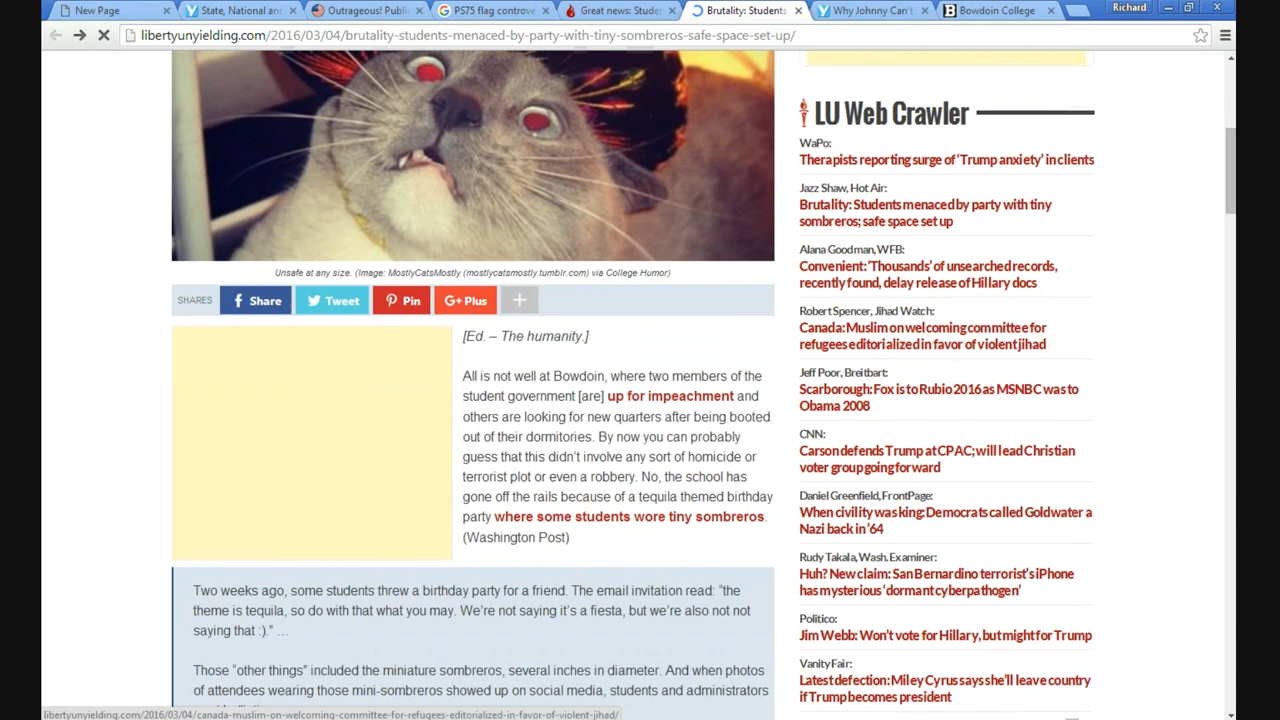 New Page
State, National and
Outrageous! Publi
PS75 flag controve
Great news: Stude
Brutality: Students
Why Johnny Can't
Bowdoin College
Richard
libertyunyielding.com/2016/03/04/brutality-students-menaced-by-party-with-tiny-sombreros-safe-space-set-up/
Unsafe at any size. (Image: MostlyCatsMostly (mostlycatsmostly.tumblr.com) via College Humor)
SHARES
Share
Tweet
Pin
G+ Plus
[Ed. – The humanity.]
All is not well at Bowdoin, where two members of the
student government [are] up for impeachment and
others are looking for new quarters after being booted
out of their dormitories. By now you can probably
guess that this didn't involve any sort of homicide or
terrorist plot or even a robbery. No, the school has
gone off the rails because of a tequila themed birthday
party where some students wore tiny sombreros.
(Washington Post)
Two weeks ago, some students threw a birthday party for a friend. The email invitation read: "the
theme is tequila, so do with that what you may. We're not saying it's a fiesta, but we're also not not
saying that :)." …
Those "other things" included the miniature sombreros, several inches in diameter. And when photos
of attendees wearing those mini-sombreros showed up on social media, students and administrators
LU Web Crawler
WaPo:
Therapists reporting surge of 'Trump anxiety' in clients
Jazz Shaw, Hot Air:
Brutality: Students menaced by party with tiny
sombreros; safe space set up
Alana Goodman, WFB:
Convenient: 'Thousands' of unsearched records,
recently found, delay release of Hillary docs
Robert Spencer, Jihad Watch:
Canada: Muslim on welcoming committee for
refugees editorialized in favor of violent jihad
Jeff Poor, Breitbart:
Scarborough: Fox is to Rubio 2016 as MSNBC was to
Obama 2008
CNN:
Carson defends Trump at CPAC; will lead Christian
voter group going forward
Daniel Greenfield, FrontPage:
When civility was king: Democrats called Goldwater a
Nazi back in '64
Rudy Takala, Wash. Examiner:
Huh? New claim: San Bernardino terrorist's iPhone
has mysterious 'dormant cyber pathogen'
Politico:
Jim Webb: Won't vote for Hillary, but might for Trump
Vanity Fair:
Latest defection: Miley Cyrus says she'll leave country
if Trump becomes president
libertyunyielding.com/2016/03/04/canada-muslim-on-welcoming-committee-for-refugees-editorialized-in-favor-of-violent-jihad/